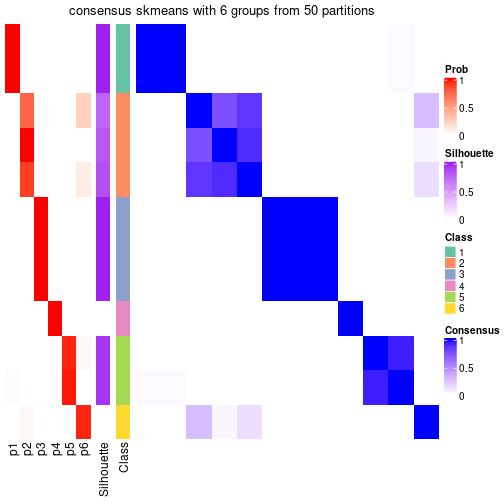 consensus skmeans with 6 groups from 50 partitions
Prob
1
0.5
0
Silhouette
1
0.5
0
Class
1
2
3
4
5
6
Consensus
1
0.5
0
p1
p2
p3
p4
p5
p6
Silhouette
Class